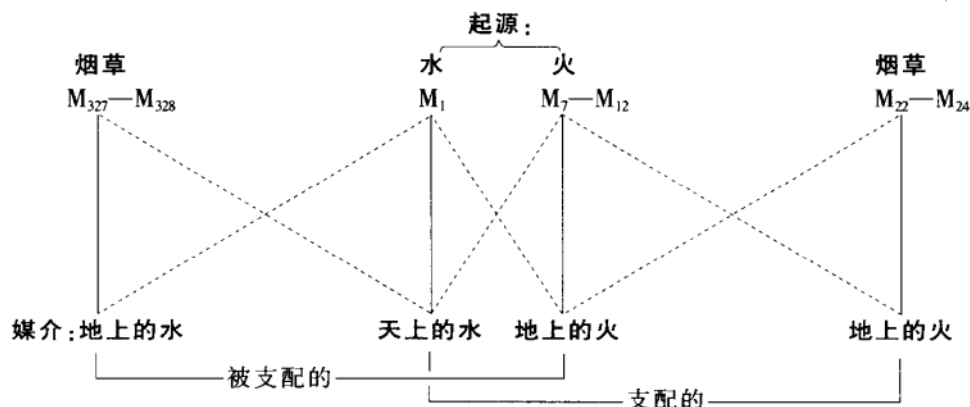 起源：
烟草 水 火 烟草
M₃₂₇—M₃₂₈ M₁ M₇—M₁₂ M₂₂—M₂₄
媒介：地上的水 天上的水 地上的火 地上的火
被支配的
支配的